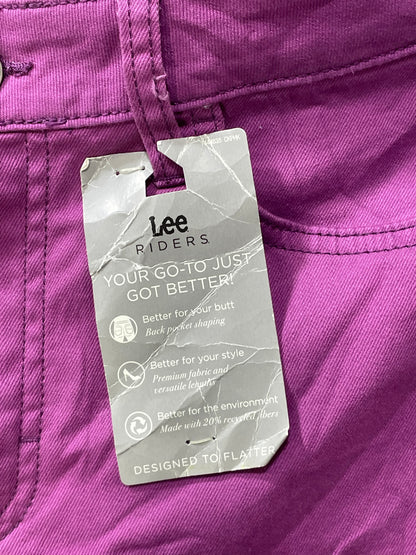 Lee
RIDERS
YOUR GO-TO JUST
GOT BETTER!
Better for your butt
Back pocket shaping
Better for your style
Premium fabric and
versatile lengths
Better for the environment
Made with 20% recycled fibers
DESIGNED TO FLATTER